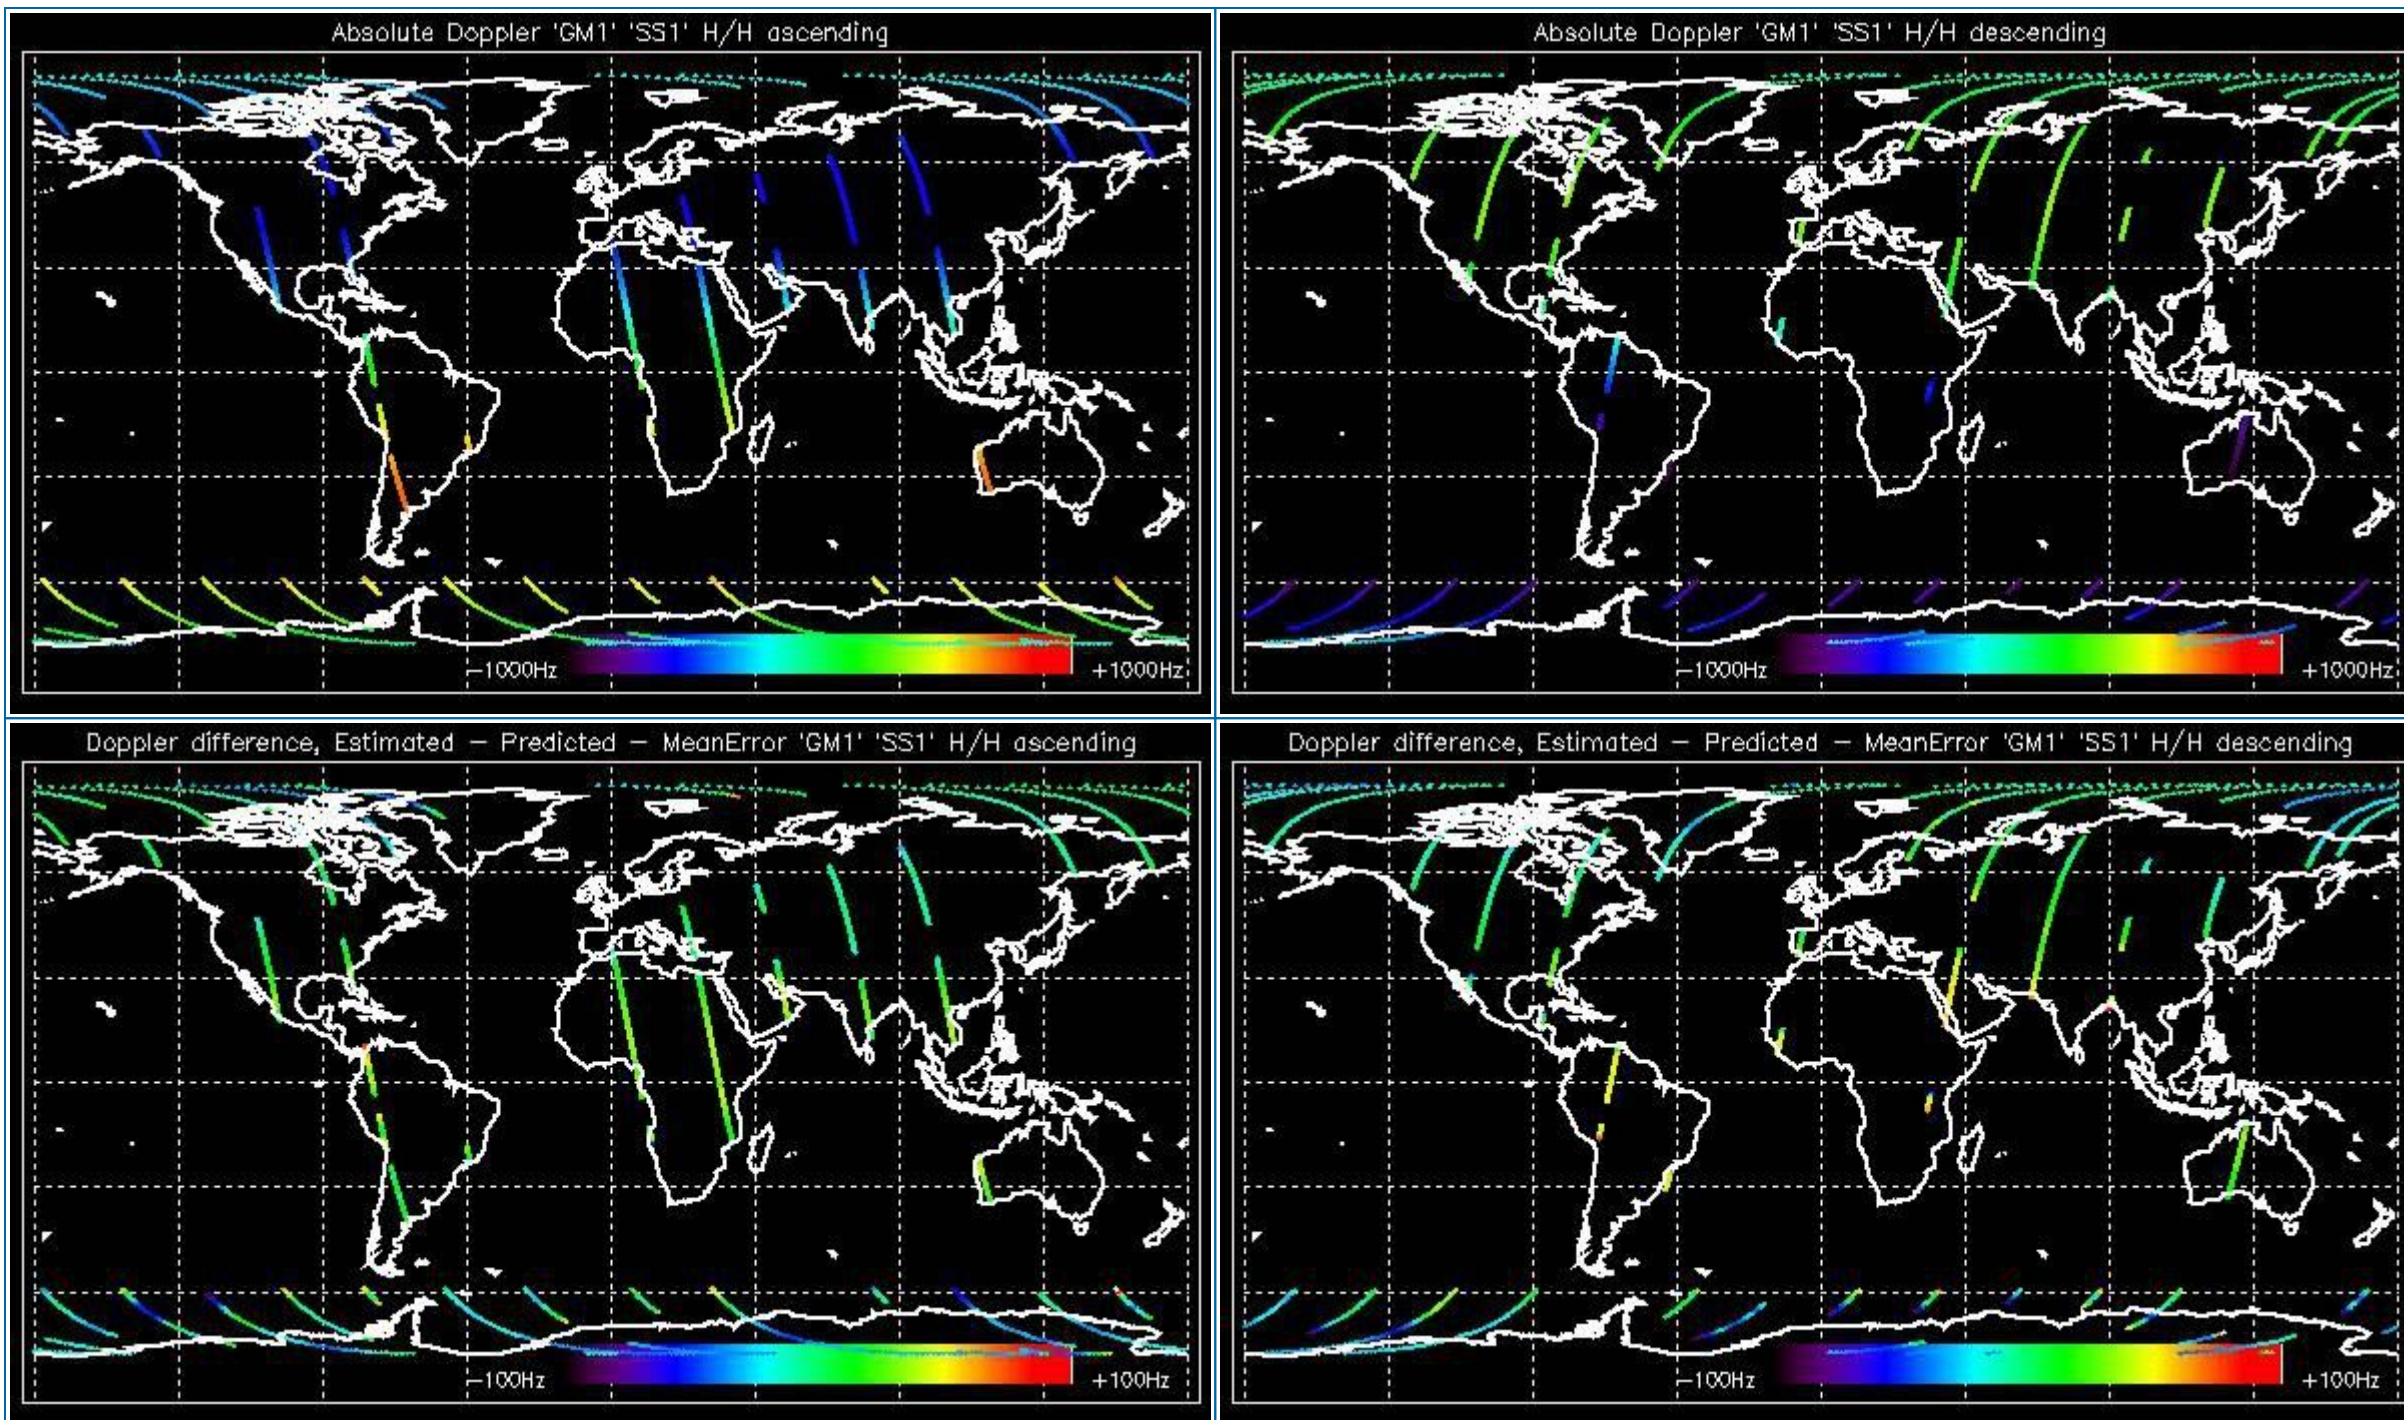 Absolute Doppler 'GM1' 'SS1' H/H ascending
−1000Hz
+1000Hz
Absolute Doppler 'GM1' 'SS1' H/H descending
−1000Hz
+1000Hz
Doppler difference, Estimated − Predicted − MeanError 'GM1' 'SS1' H/H ascending
−100Hz
+100Hz
Doppler difference, Estimated − Predicted − MeanError 'GM1' 'SS1' H/H descending
−100Hz
+100Hz